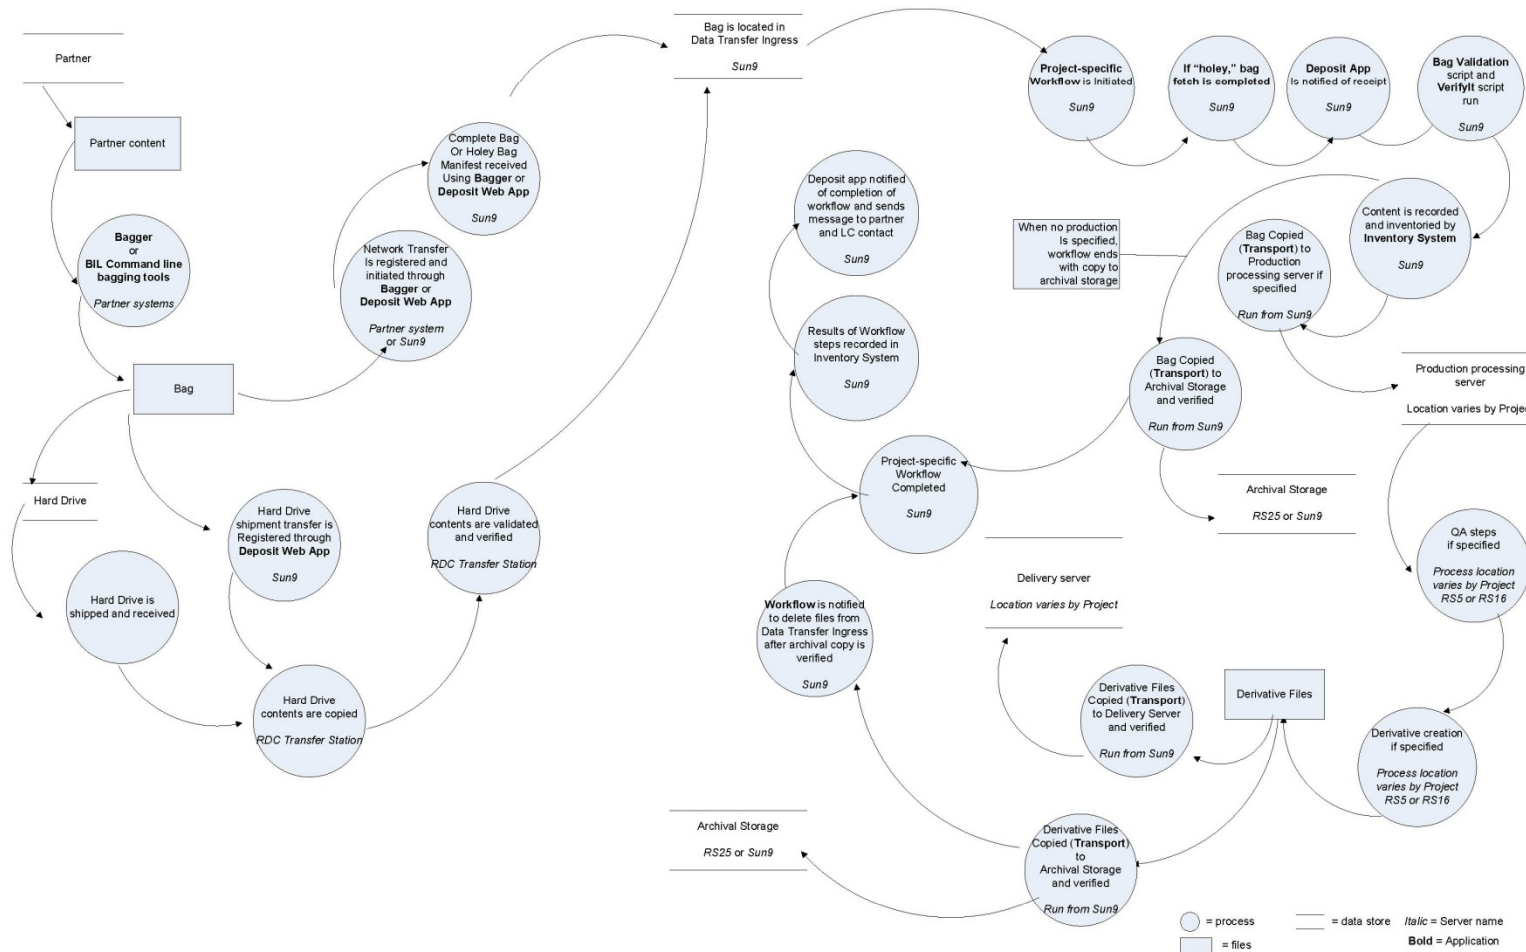 Partner
Partner content
Bagger
or
BIL Command line
bagging tools
Partner systems
Bag
Hard Drive
Hard Drive is
shipped and received
Hard Drive
shipment transfer is
Registered through
Deposit Web App
Sun9
Hard Drive
contents are copied
RDC Transfer Station
Hard Drive
contents are validated
and verified
RDC Transfer Station
Network Transfer
Is registered and
initiated through
Bagger or
Deposit Web App
Partner system
or Sun9
Complete Bag
Or Holey Bag
Manifest received
Using Bagger or
Deposit Web App
Sun9
Bag is located in
Data Transfer Ingress
Sun9
Project-specific
Workflow is Initiated
Sun9
If “holey,” bag
fetch is completed
Sun9
Deposit App
Is notified of receipt
Sun9
Bag Validation
script and
VerifyIt script
run
Sun9
Content is recorded
and inventoried by
Inventory System
Sun9
Bag Copied
(Transport) to
Production
processing server if
specified
Run from Sun9
When no production
Is specified,
workflow ends
with copy to
archival storage
Bag Copied
(Transport) to
Archival Storage
and verified
Run from Sun9
Production processing
server
Location varies by Project
Archival Storage
RS25 or Sun9
QA steps
if specified
Process location
varies by Project
RS5 or RS16
Derivative creation
if specified
Process location
varies by Project
RS5 or RS16
Derivative Files
Derivative Files
Copied (Transport)
to Delivery Server
and verified
Run from Sun9
Delivery server
Location varies by Project
Derivative Files
Copied (Transport)
to
Archival Storage
and verified
Run from Sun9
Archival Storage
RS25 or Sun9
Workflow is notified
to delete files from
Data Transfer Ingress
after archival copy is
verified
Sun9
Project-specific
Workflow
Completed
Sun9
Results of Workflow
steps recorded in
Inventory System
Sun9
Deposit app notified
of completion of
workflow and sends
message to partner
and LC contact
Sun9
= process
= data store
Italic = Server name
= files
Bold = Application